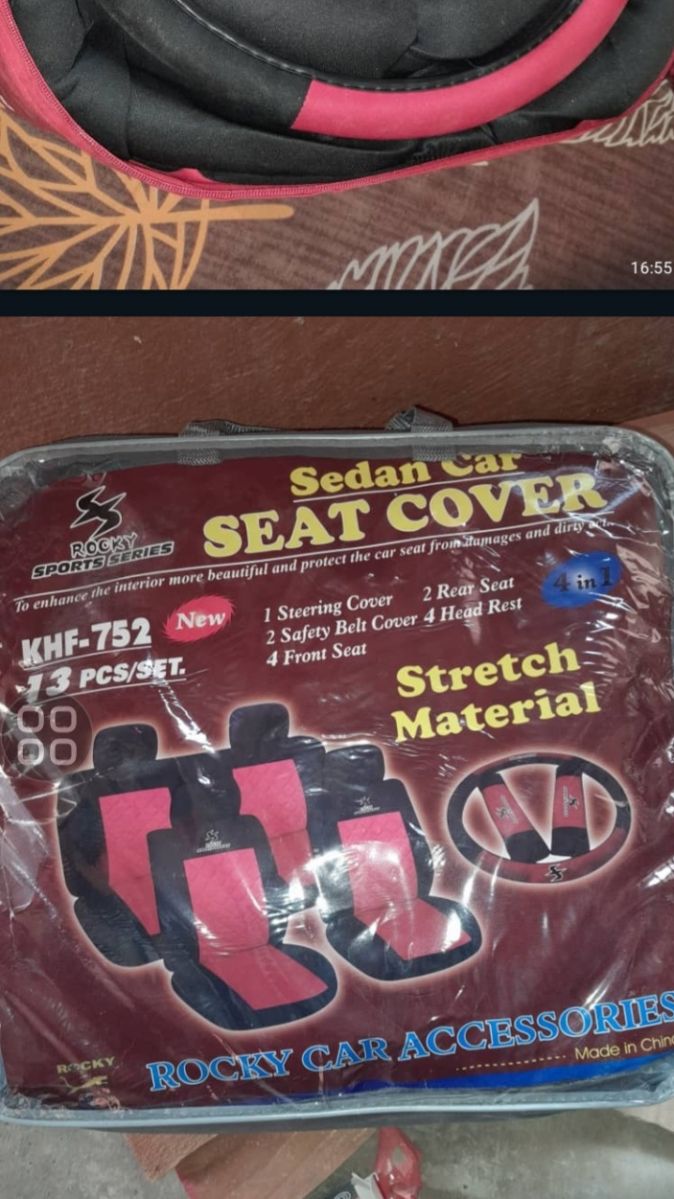 16:55
Sedan Car
SEAT COVER
ROCKY
SPORTS SERIES
To enhance the interior more beautiful and protect the car seat from damages and dirty
New
4 in 1
KHF-752
13 PCS/SET.
1 Steering Cover
2 Rear Seat
2 Safety Belt Cover
4 Head Rest
4 Front Seat
Stretch
Material
ROCKY
ROCKY CAR ACCESSORIES
Made in China